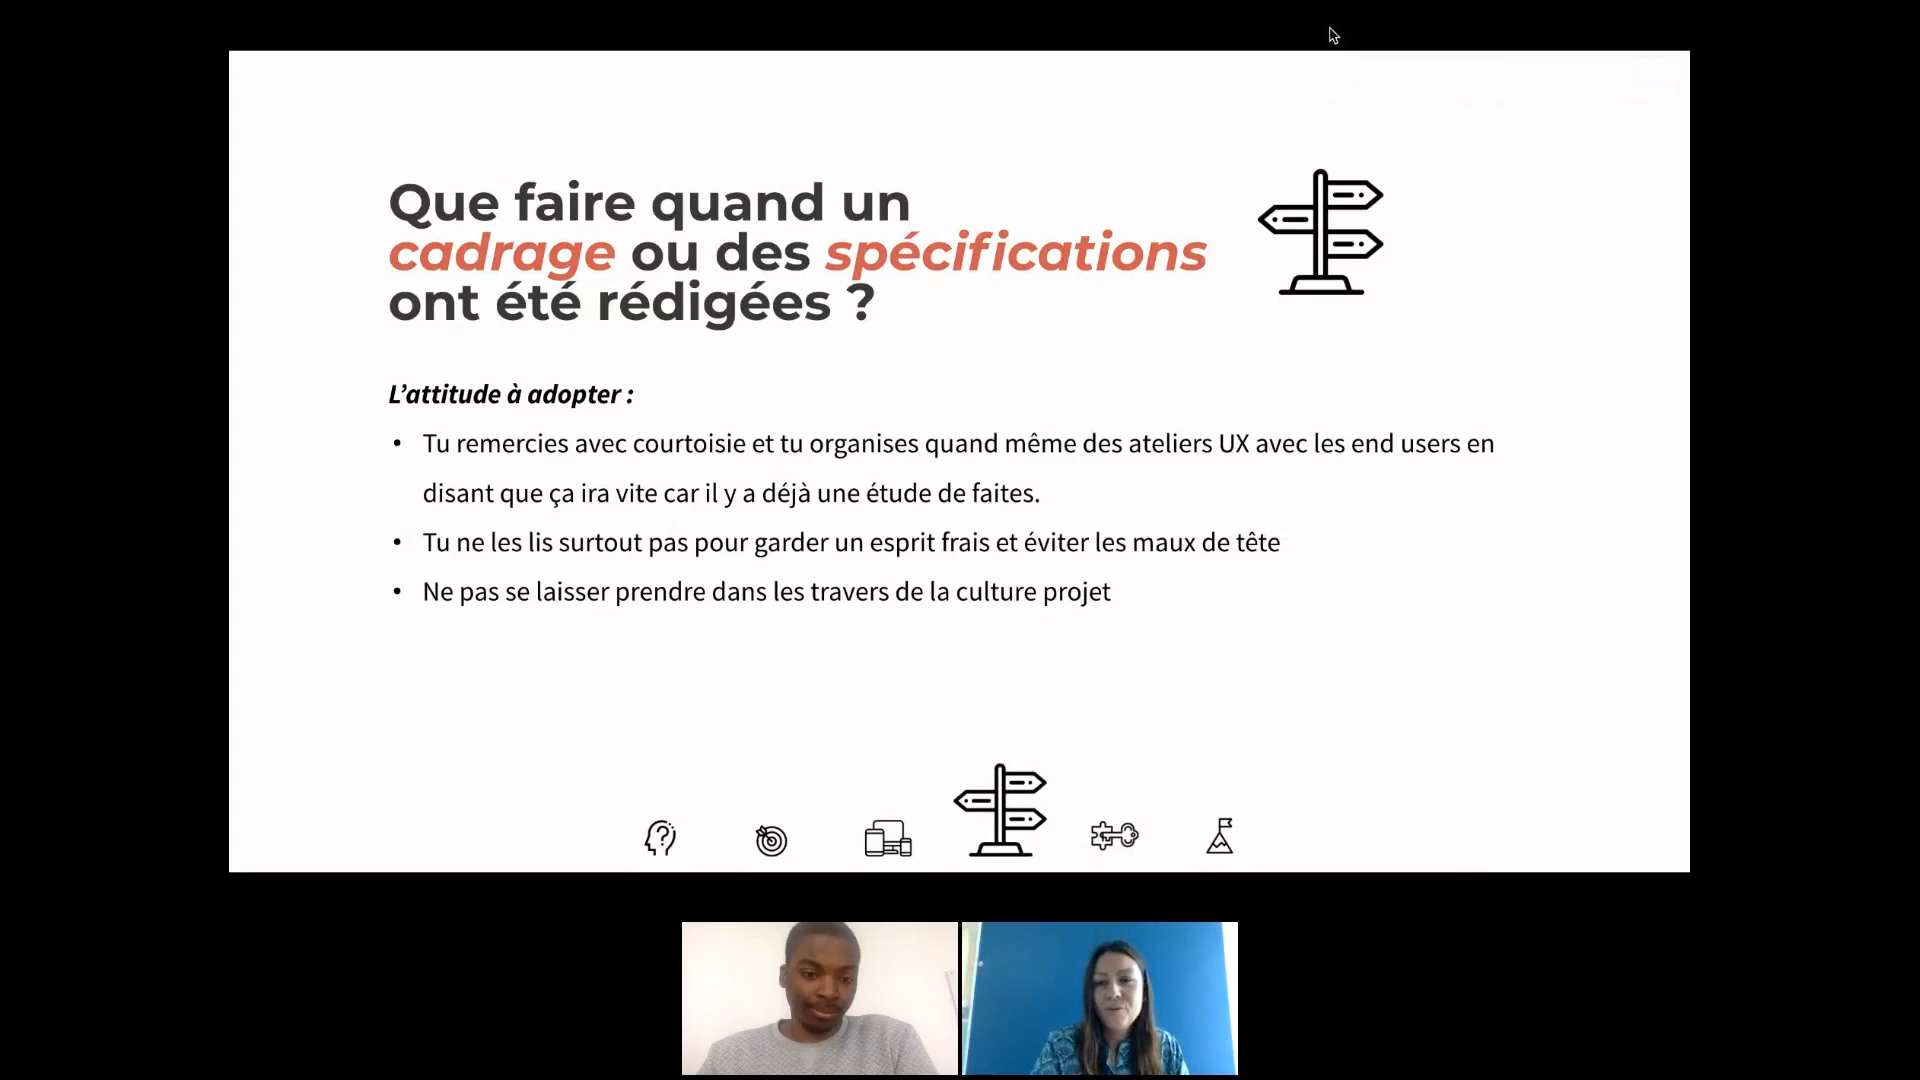 Que faire quand un
cadrage ou des spécifications
ont été rédigées ?
L’attitude à adopter :
• Tu remercies avec courtoisie et tu organises quand même des ateliers UX avec les end users en
disant que ça ira vite car il y a déjà une étude de faites.
• Tu ne les lis surtout pas pour garder un esprit frais et éviter les maux de tête
• Ne pas se laisser prendre dans les travers de la culture projet